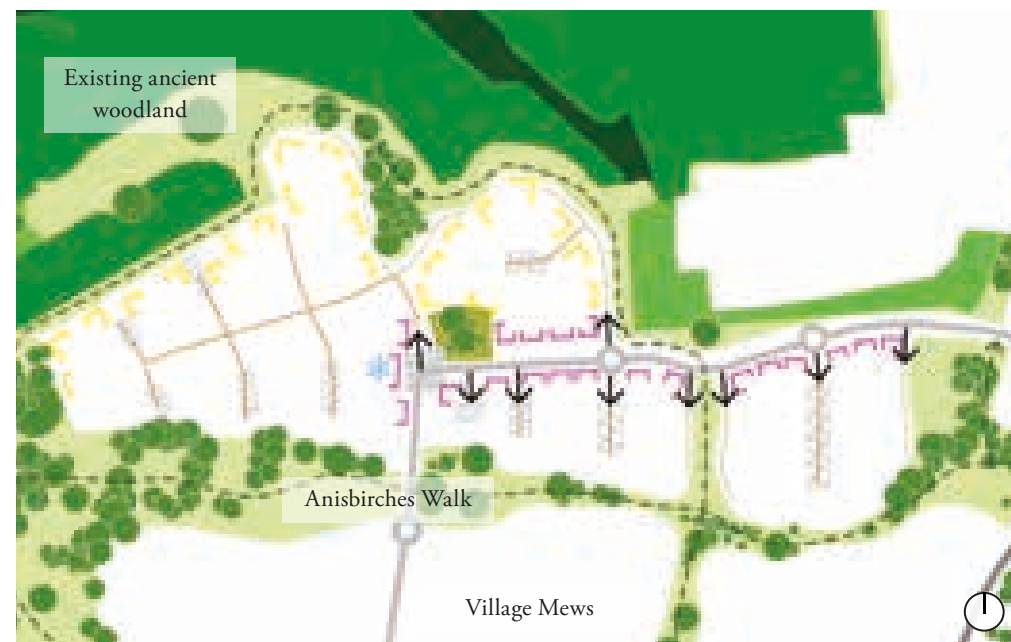 Existing ancient
woodland
Anisbirches Walk
Village Mews